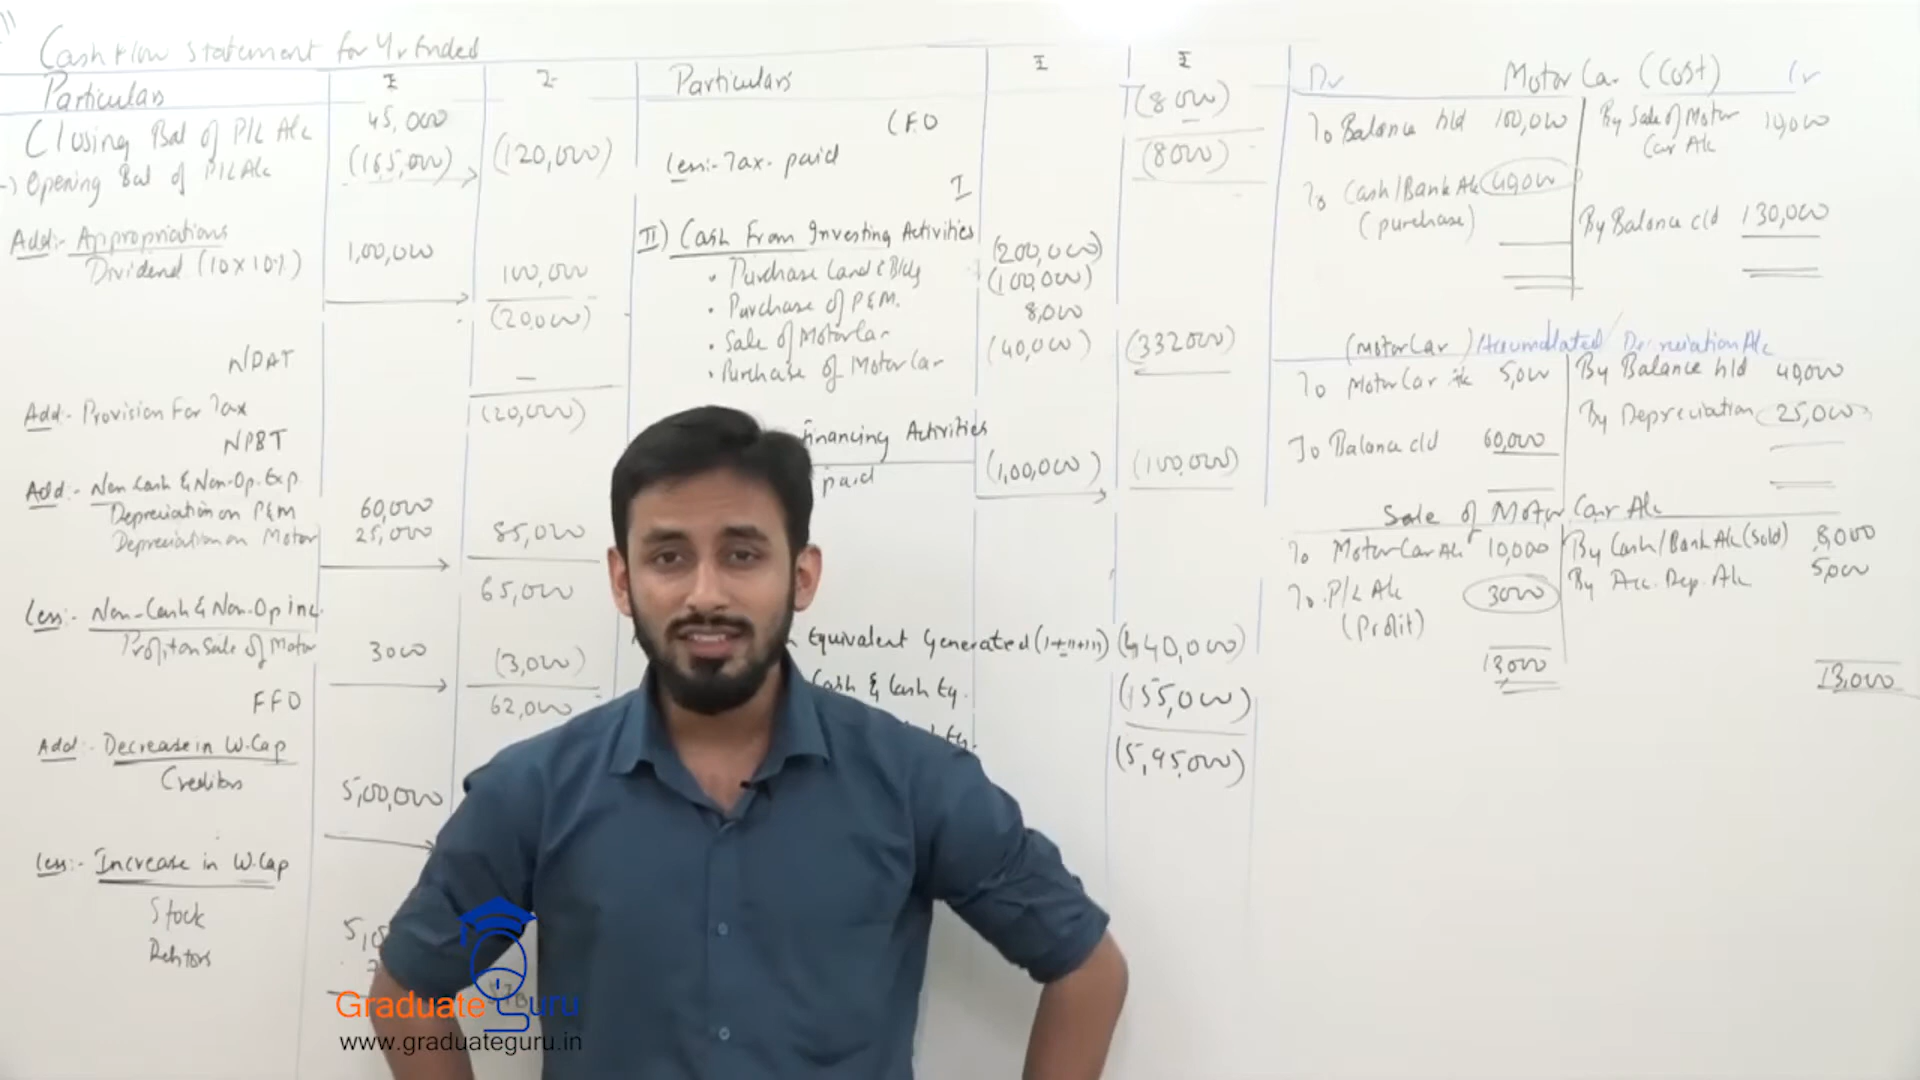 Cash Flow Statement for Yr Ended
Particulars ₹ ₹
Closing Bal of P/L A/c 45,000
(-) Opening Bal of P/L A/c (165,000) (120,000)
Add:- Appropriations
Dividend (10x10%) 1,00,000 100,000
(20,000)
NPAT
Add:- Provision For Tax —
NPBT (20,000)
Add:- Non Cash & Non-Op. Exp.
Depreciation on P&M 60,000
Depreciation on Motor 25,000 85,000
65,000
Less:- Non-Cash & Non-Op inc.
Profit on Sale of Motor 3000 (3,000)
FFO 62,000
Add:- Decrease in W.Cap
Creditors 5,00,000
Less:- Increase in W.Cap
Stock
Debtors
Particulars ₹ ₹
CFO (8000)
Less:- Tax paid
I (8000)
II) Cash From Investing Activities
• Purchase Land & Bldg (200,000)
• Purchase of P&M. (100,000)
• Sale of Motor Car 8,000
• Purchase of Motor Car (40,000) (332000)
Financing Activities
paid (1,00,000) (100,000)
Equivalent Generated (I+II+III) (440,000)
Cash & Cash Eq. (155,000)
Eq. (5,95,000)
Dr Motor Car (Cost) Cr
To Balance b/d 100,000 By Sale of Motor Car A/c 10,000
To Cash/Bank A/c (purchase) 40,000 By Balance c/d 130,000
(Motor Car) Accumulated Depreciation A/c
To Motor Car A/c 5,000 By Balance b/d 40,000
By Depreciation 25,000
To Balance c/d 60,000
Sale of Motor Car A/c
To Motor Car A/c 10,000 By Cash/Bank A/c (sold) 8,000
To P/L A/c (Profit) 3000 By Acc. Dep. A/c 5,000
13,000 13,000
Graduate Guru
www.graduateguru.in